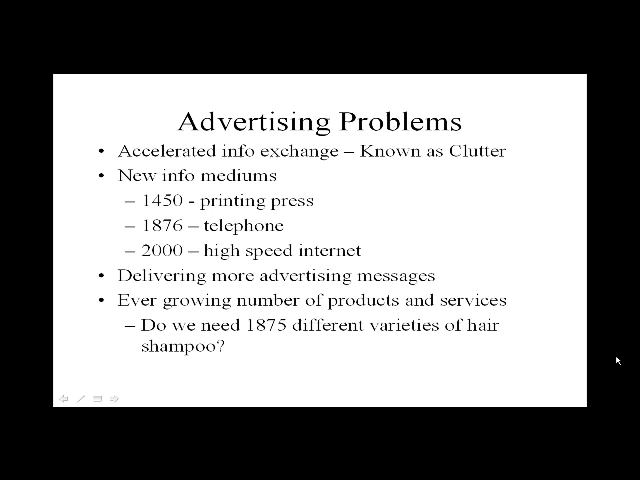 Advertising Problems
• Accelerated info exchange – Known as Clutter
• New info mediums
– 1450 - printing press
– 1876 – telephone
– 2000 – high speed internet
• Delivering more advertising messages
• Ever growing number of products and services
– Do we need 1875 different varieties of hair
shampoo?